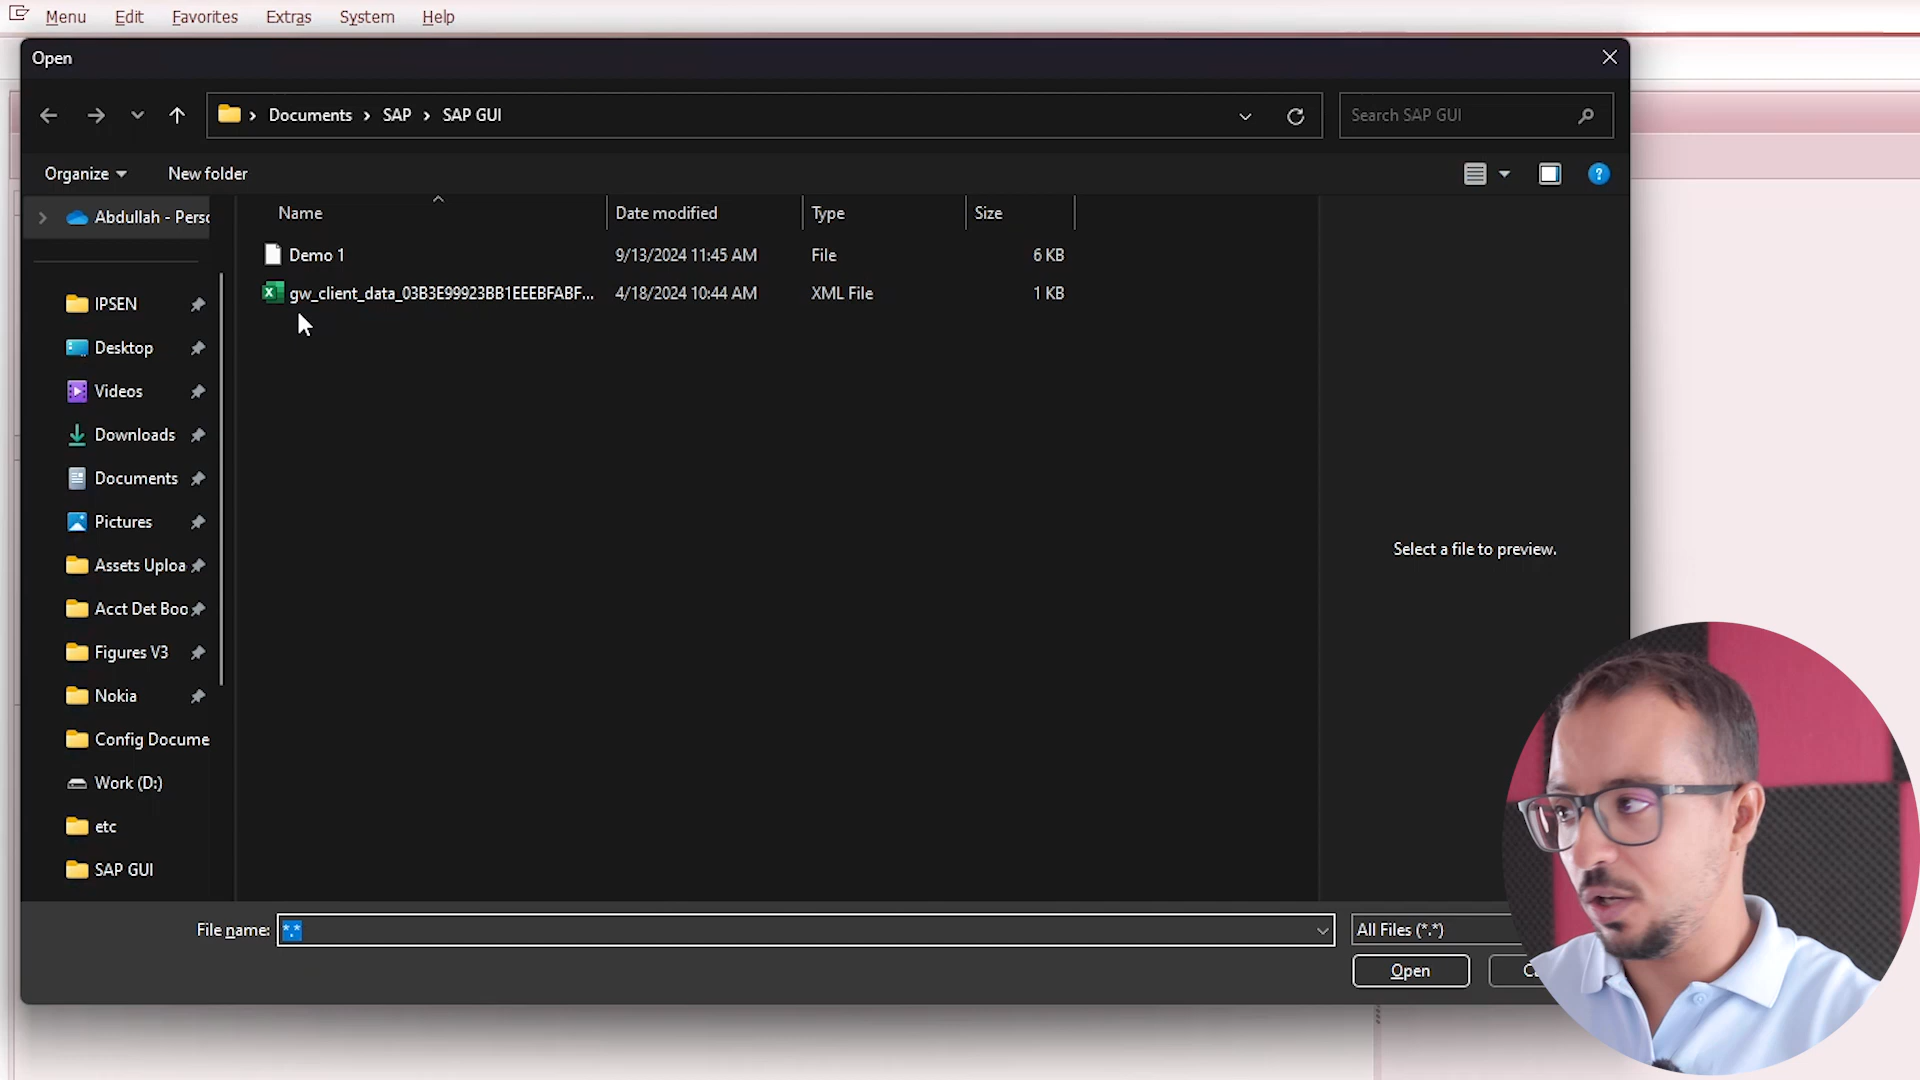 Menu Edit Favorites Extras System Help
Open
Documents SAP SAP GUI
Search SAP GUI
Organize New folder
Name Date modified Type Size
Abdullah - Perso
Demo 1 9/13/2024 11:45 AM File 6 KB
gw_client_data_03B3E99923BB1EEEBFABF... 4/18/2024 10:44 AM XML File 1 KB
IPSEN
Desktop
Videos
Downloads
Documents
Pictures
Assets Uploa
Acct Det Boo
Figures V3
Nokia
Config Docume
Work (D:)
etc
SAP GUI
Select a file to preview.
File name: *.* All Files (*.*)
Open